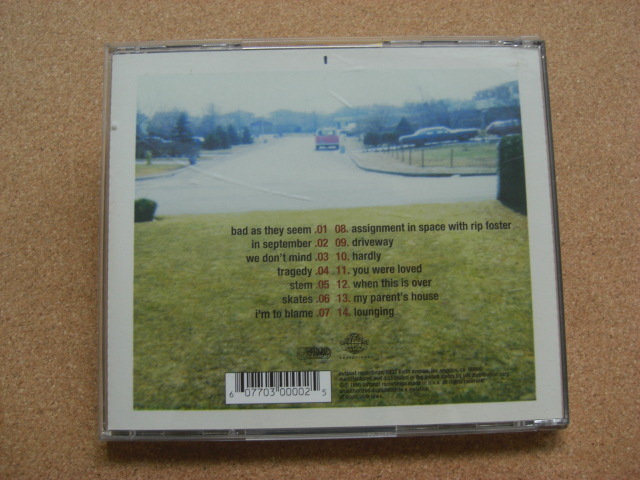 bad as they seem .01 08. assignment in space with rip foster
in september .02 09. driveway
we don't mind .03 10. hardly
tragedy .04 11. you were loved
stem .05 12. when this is over
skates .06 13. my parent's house
i'm to blame .07 14. lounging
6 07703 00002 5